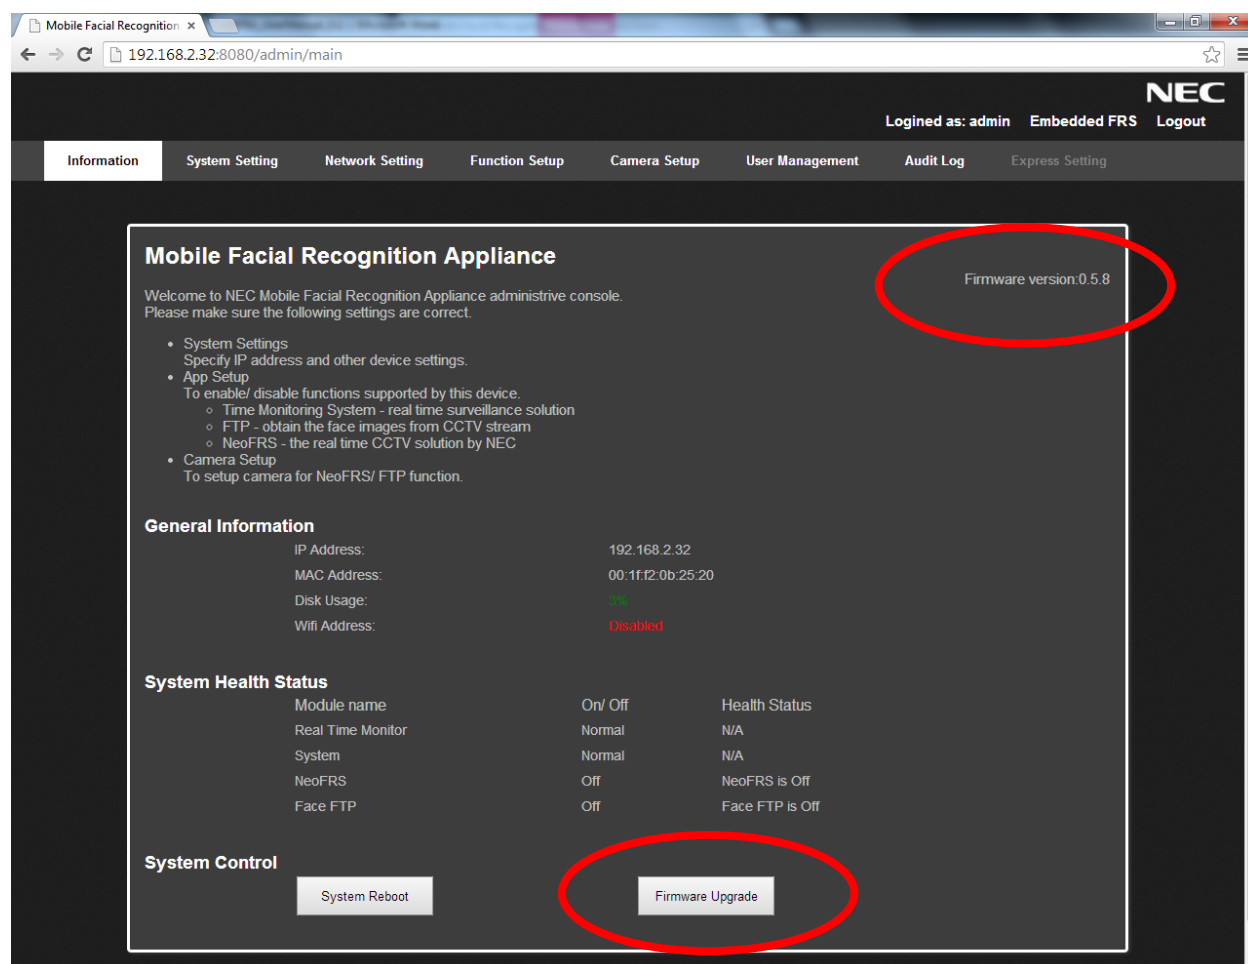 Mobile Facial Recognition ×
192.168.2.32:8080/admin/main
NEC
Logined as: admin Embedded FRS Logout
Information System Setting Network Setting Function Setup Camera Setup User Management Audit Log Express Setting
Mobile Facial Recognition Appliance
Firmware version:0.5.8
Welcome to NEC Mobile Facial Recognition Appliance administrive console.
Please make sure the following settings are correct.
• System Settings
Specify IP address and other device settings.
• App Setup
To enable/ disable functions supported by this device.
◦ Time Monitoring System - real time surveillance solution
◦ FTP - obtain the face images from CCTV stream
◦ NeoFRS - the real time CCTV solution by NEC
• Camera Setup
To setup camera for NeoFRS/ FTP function.
General Information
IP Address: 192.168.2.32
MAC Address: 00:1f:f2:0b:25:20
Disk Usage: 3%
Wifi Address: Disabled
System Health Status
Module name On/ Off Health Status
Real Time Monitor Normal N/A
System Normal N/A
NeoFRS Off NeoFRS is Off
Face FTP Off Face FTP is Off
System Control
System Reboot Firmware Upgrade